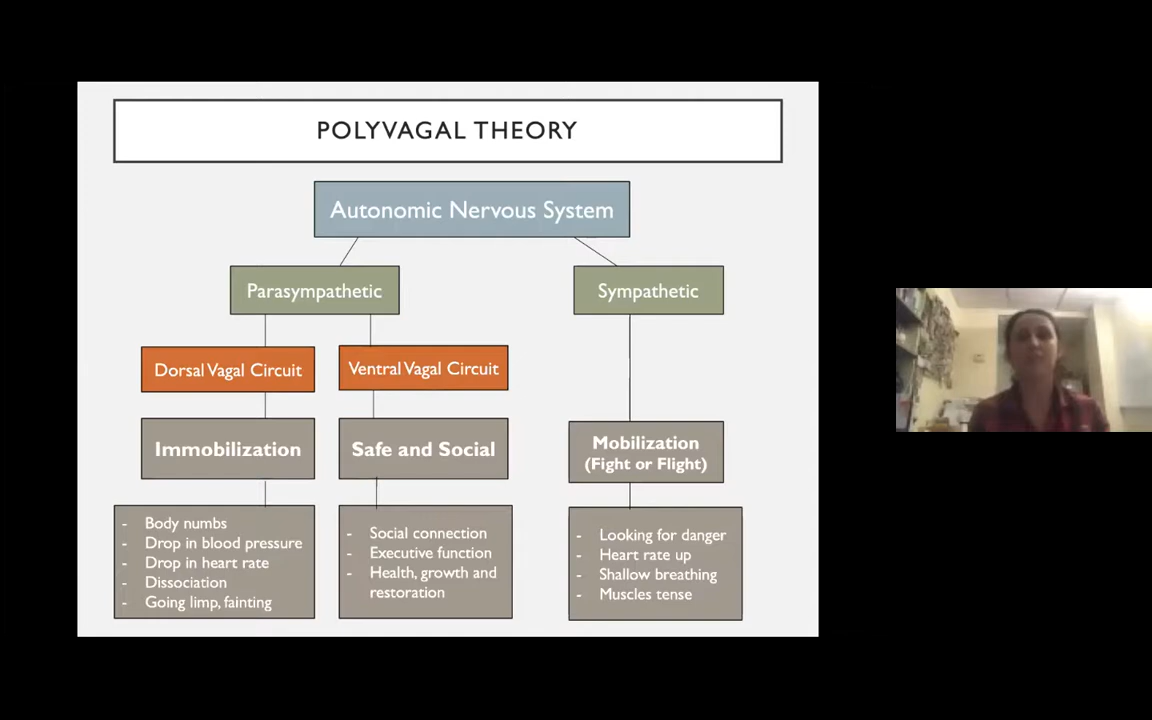 POLYVAGAL THEORY
Autonomic Nervous System
Parasympathetic
Sympathetic
Dorsal Vagal Circuit
Ventral Vagal Circuit
Immobilization
Safe and Social
Mobilization
(Fight or Flight)
- Body numbs
- Drop in blood pressure
- Drop in heart rate
- Dissociation
- Going limp, fainting
- Social connection
- Executive function
- Health, growth and
restoration
- Looking for danger
- Heart rate up
- Shallow breathing
- Muscles tense